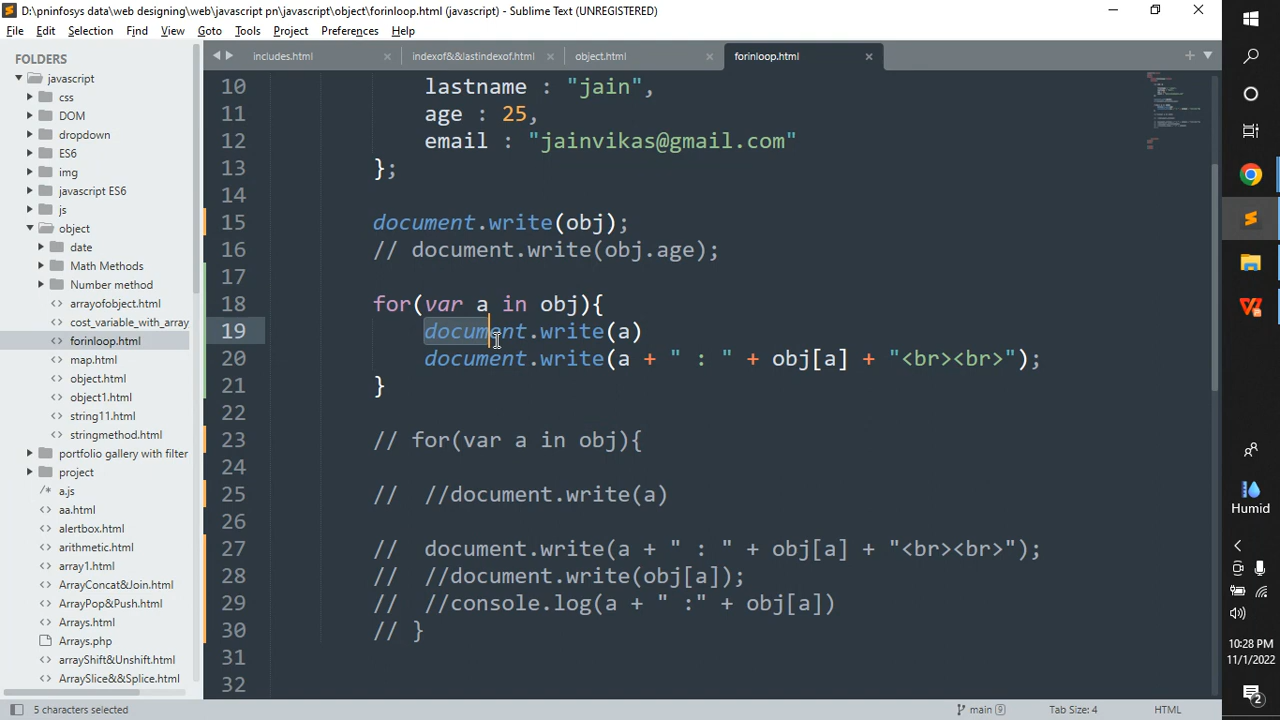 D:\pninfosys data\web designing\web\javascript pn\javascript\object\forinloop.html (javascript) - Sublime Text (UNREGISTERED)
File Edit Selection Find View Goto Tools Project Preferences Help
FOLDERS
javascript
css
DOM
dropdown
ES6
img
javascript ES6
js
object
date
Math Methods
Number method
arrayofobject.html
cost_variable_with_array
forinloop.html
map.html
object.html
object1.html
string11.html
stringmethod.html
portfolio gallery with filter
project
/* a.js
aa.html
alertbox.html
arithmetic.html
array1.html
ArrayConcat&Join.html
ArrayPop&Push.html
Arrays.html
Arrays.php
arrayShift&Unshift.html
ArraySlice&&Splice.html
includes.html indexof&&lastindexof.html object.html forinloop.html
10 lastname : "jain",
11 age : 25,
12 email : "jainvikas@gmail.com"
13 };
14
15 document.write(obj);
16 // document.write(obj.age);
17
18 for(var a in obj){
19 document.write(a)
20 document.write(a + " : " + obj[a] + "<br><br>");
21 }
22
23 // for(var a in obj){
24
25 // //document.write(a)
26
27 // document.write(a + " : " + obj[a] + "<br><br>");
28 // //document.write(obj[a]);
29 // //console.log(a + " :" + obj[a])
30 // }
31
32
5 characters selected main 9 Tab Size: 4 HTML
Humid
10:28 PM
11/1/2022
2